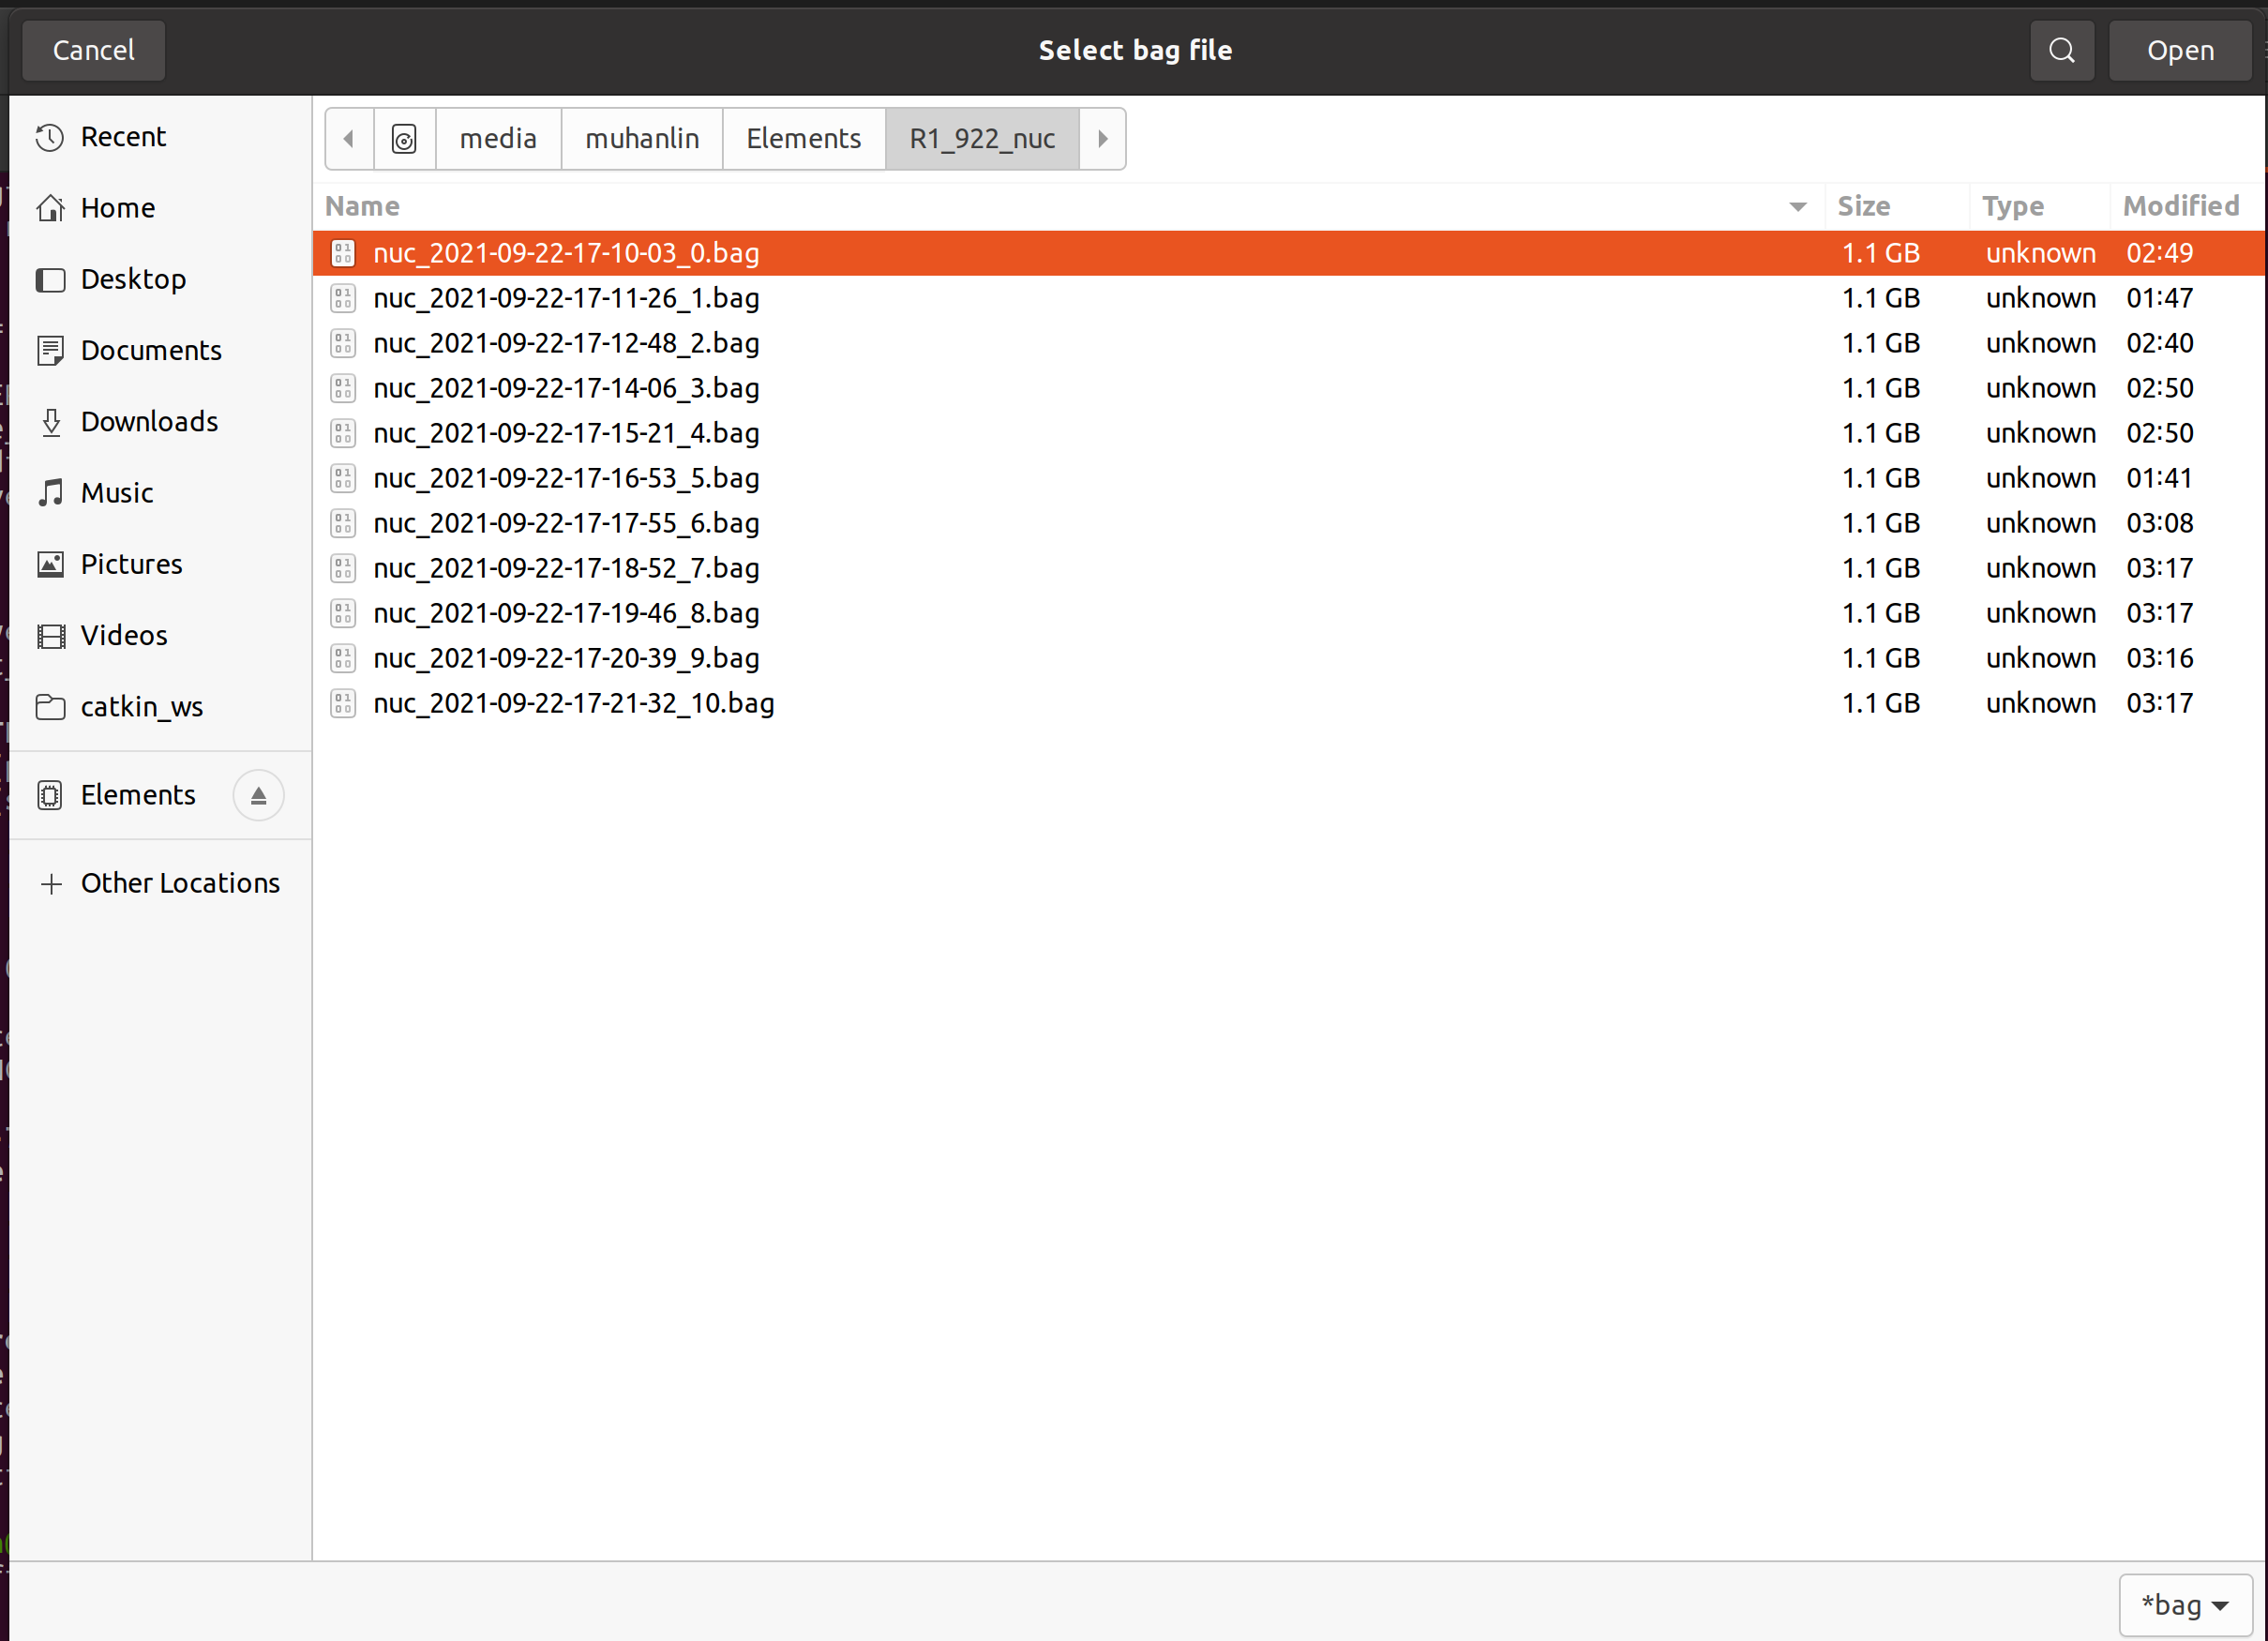 Cancel Select bag file Open
Recent
Home
Desktop
Documents
Downloads
Music
Pictures
Videos
catkin_ws
Elements
Other Locations
media muhanlin Elements R1_922_nuc
Name Size Type Modified
nuc_2021-09-22-17-10-03_0.bag 1.1 GB unknown 02:49
nuc_2021-09-22-17-11-26_1.bag 1.1 GB unknown 01:47
nuc_2021-09-22-17-12-48_2.bag 1.1 GB unknown 02:40
nuc_2021-09-22-17-14-06_3.bag 1.1 GB unknown 02:50
nuc_2021-09-22-17-15-21_4.bag 1.1 GB unknown 02:50
nuc_2021-09-22-17-16-53_5.bag 1.1 GB unknown 01:41
nuc_2021-09-22-17-17-55_6.bag 1.1 GB unknown 03:08
nuc_2021-09-22-17-18-52_7.bag 1.1 GB unknown 03:17
nuc_2021-09-22-17-19-46_8.bag 1.1 GB unknown 03:17
nuc_2021-09-22-17-20-39_9.bag 1.1 GB unknown 03:16
nuc_2021-09-22-17-21-32_10.bag 1.1 GB unknown 03:17
*bag